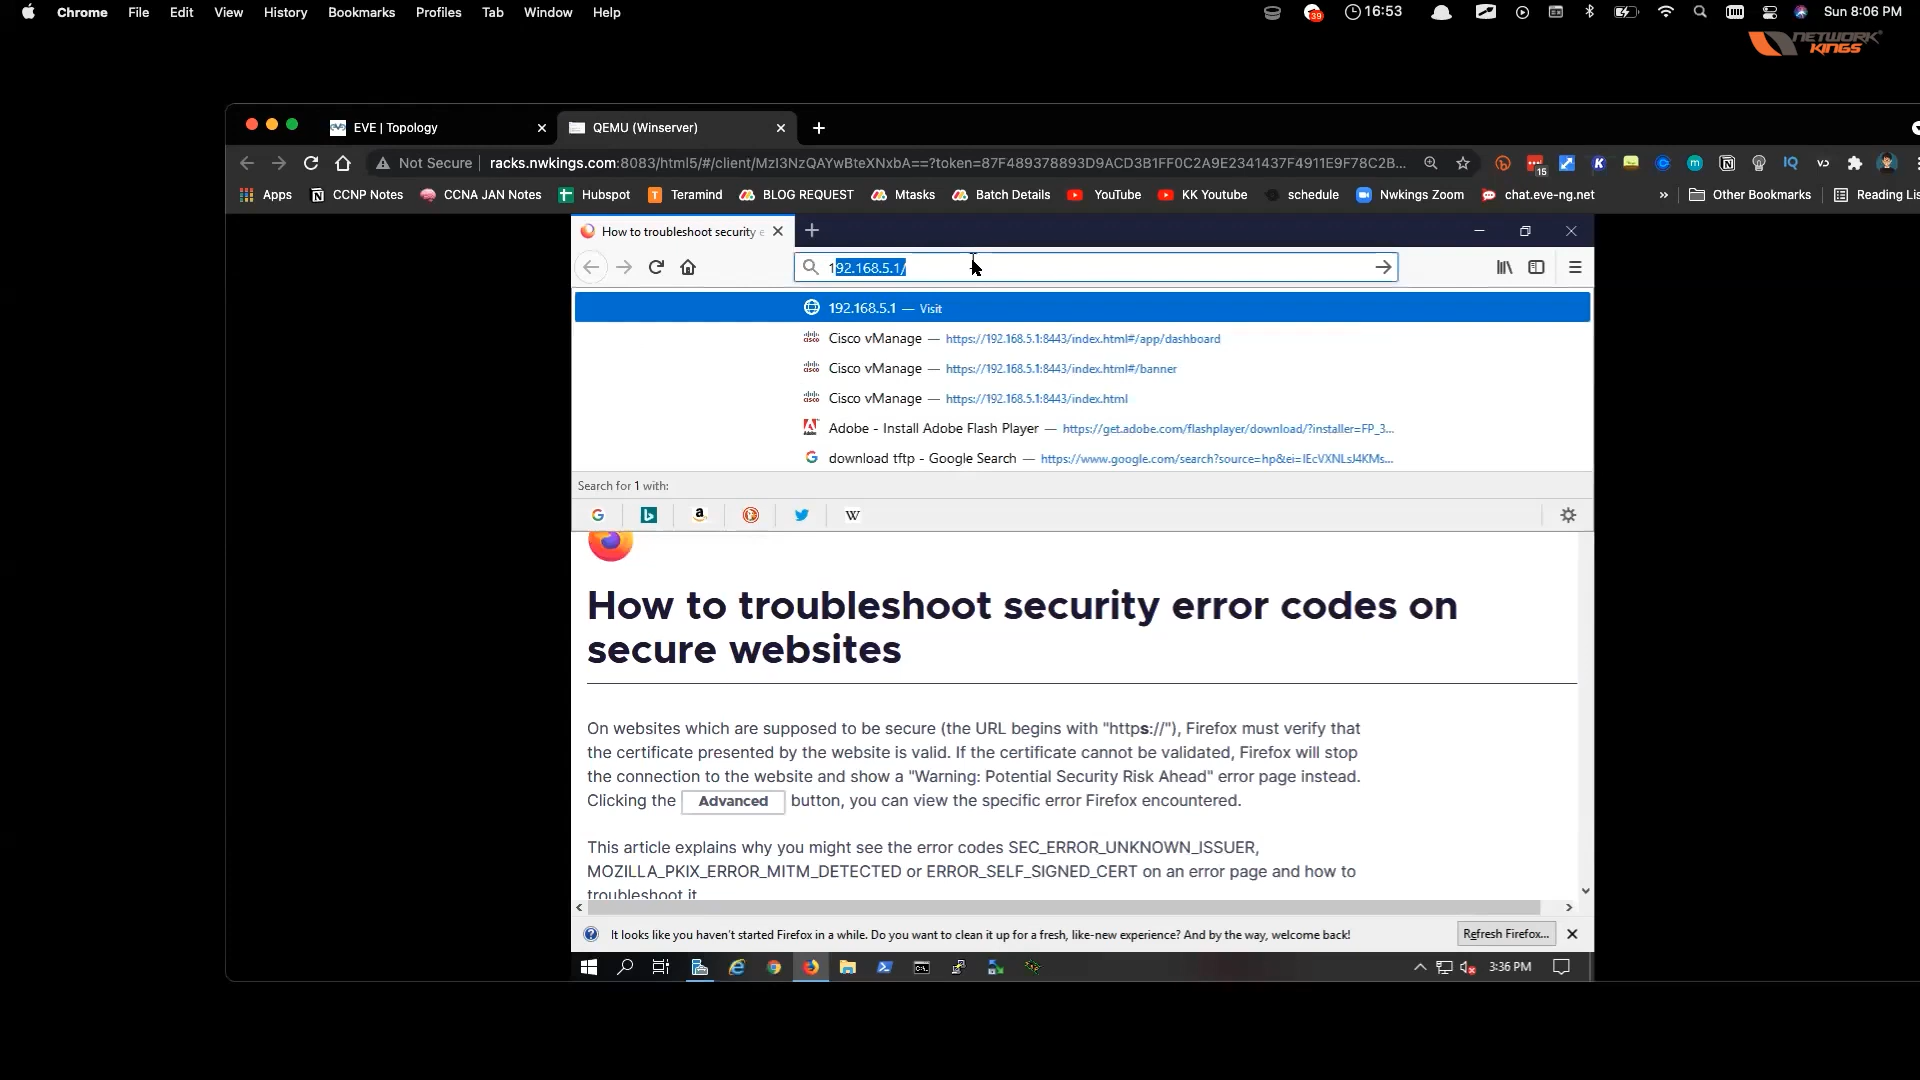 Chrome File Edit View History Bookmarks Profiles Tab Window Help 39 16:53 Sun 8:06 PM
NETWORK
KINGS
EVE | Topology QEMU (Winserver)
Not Secure racks.nwkings.com:8083/html5/#/client/MzI3NzQAYwBteXNxbA==?token=87F489378893D9ACD3B1FF0C2A9E2341437F4911E9F78C2B... 15 K m IQ
Apps CCNP Notes CCNA JAN Notes Hubspot T Teramind BLOG REQUEST Mtasks Batch Details YouTube KK Youtube schedule Nwkings Zoom chat.eve-ng.net » Other Bookmarks Reading Lis
How to troubleshoot security e
192.168.5.1/
192.168.5.1 — Visit
Cisco vManage — https://192.168.5.1:8443/index.html#/app/dashboard
Cisco vManage — https://192.168.5.1:8443/index.html#/banner
Cisco vManage — https://192.168.5.1:8443/index.html
Adobe - Install Adobe Flash Player — https://get.adobe.com/flashplayer/download/?installer=FP_3...
download tftp - Google Search — https://www.google.com/search?source=hp&ei=IEcVXNLsJ4KMs...
Search for 1 with:
How to troubleshoot security error codes on
secure websites
On websites which are supposed to be secure (the URL begins with "https://"), Firefox must verify that
the certificate presented by the website is valid. If the certificate cannot be validated, Firefox will stop
the connection to the website and show a "Warning: Potential Security Risk Ahead" error page instead.
Clicking the Advanced button, you can view the specific error Firefox encountered.
This article explains why you might see the error codes SEC_ERROR_UNKNOWN_ISSUER,
MOZILLA_PKIX_ERROR_MITM_DETECTED or ERROR_SELF_SIGNED_CERT on an error page and how to
troubleshoot it
It looks like you haven't started Firefox in a while. Do you want to clean it up for a fresh, like-new experience? And by the way, welcome back! Refresh Firefox...
3:36 PM